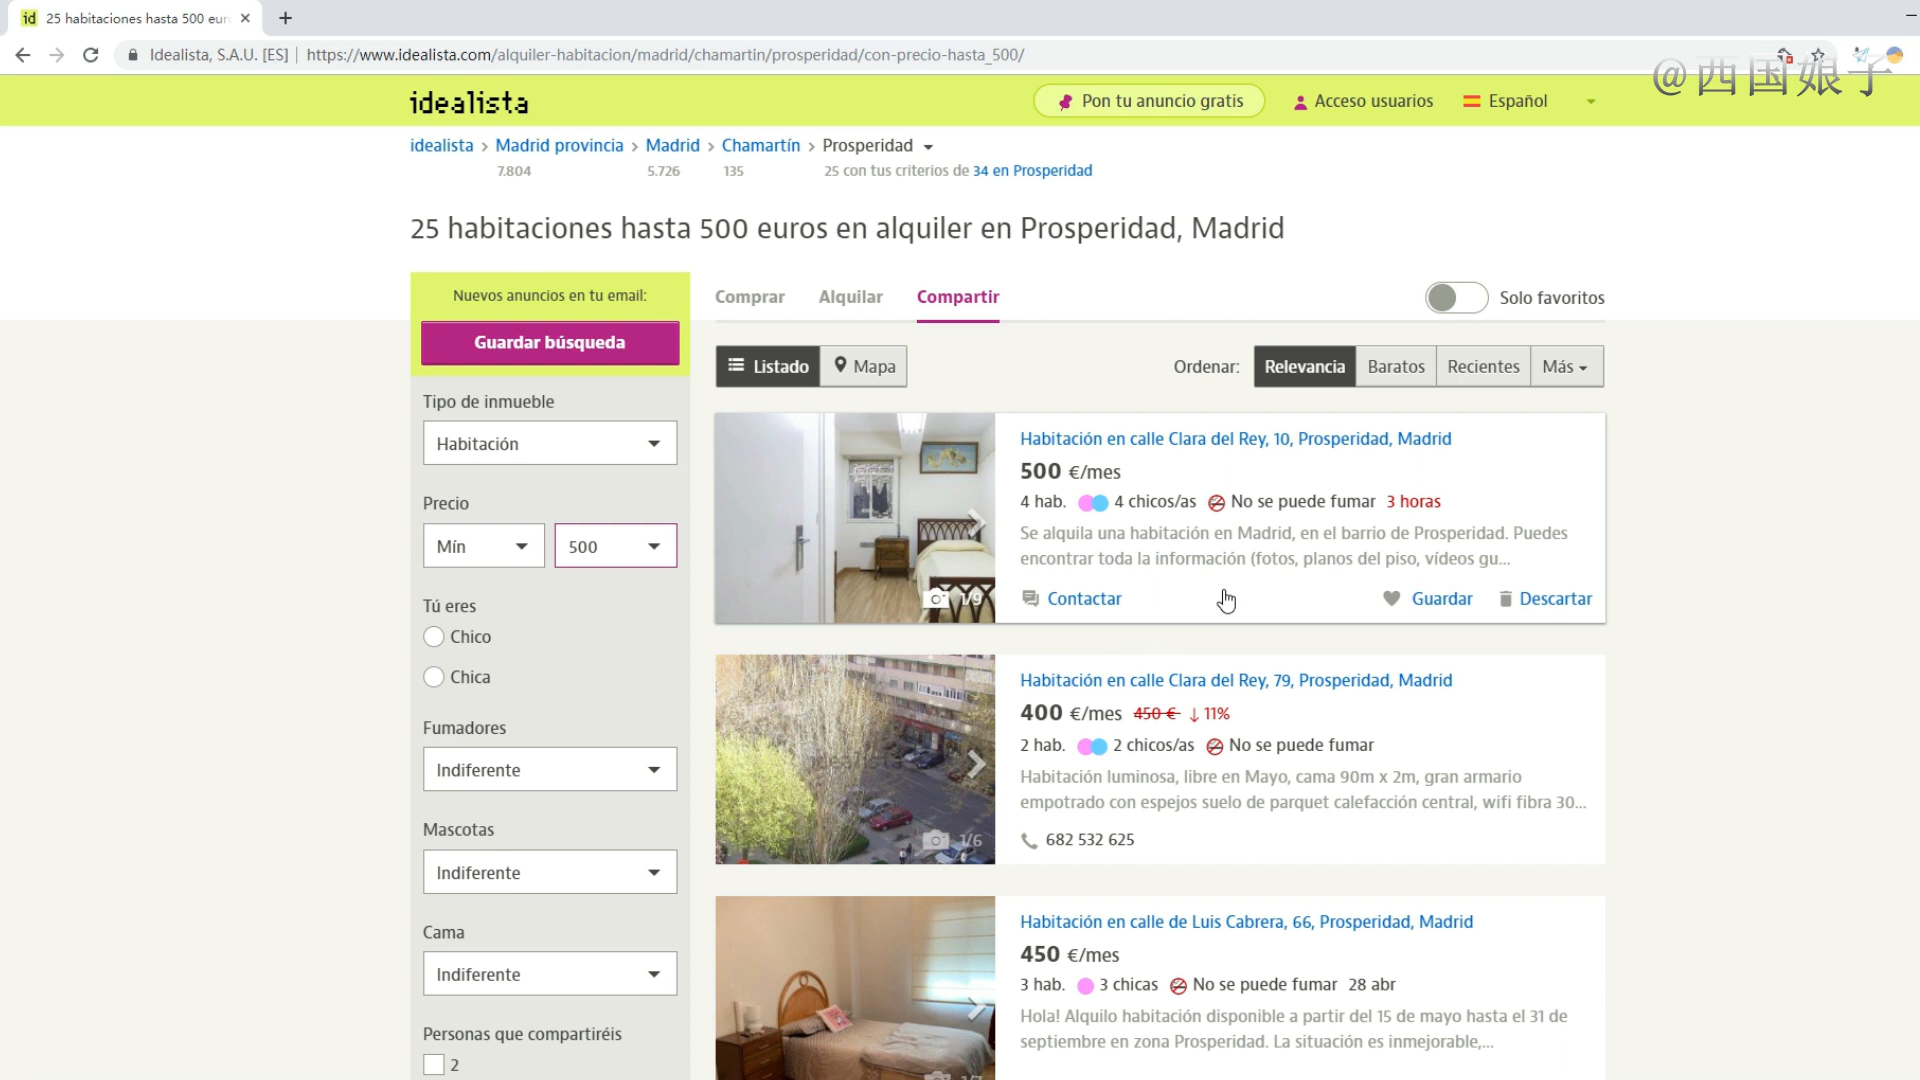 id 25 habitaciones hasta 500 eur
Idealista, S.A.U. [ES] | https://www.idealista.com/alquiler-habitacion/madrid/chamartin/prosperidad/con-precio-hasta_500/
@西国娘子
idealista
Pon tu anuncio gratis
Acceso usuarios
Español
idealista > Madrid provincia > Madrid > Chamartín > Prosperidad
7.804 5.726 135 25 con tus criterios de 34 en Prosperidad
25 habitaciones hasta 500 euros en alquiler en Prosperidad, Madrid
Nuevos anuncios en tu email:
Guardar búsqueda
Tipo de inmueble
Habitación
Precio
Mín 500
Tú eres
Chico
Chica
Fumadores
Indiferente
Mascotas
Indiferente
Cama
Indiferente
Personas que compartiréis
2
Comprar Alquilar Compartir
Solo favoritos
Listado Mapa
Ordenar: Relevancia Baratos Recientes Más
Habitación en calle Clara del Rey, 10, Prosperidad, Madrid
500 €/mes
4 hab. 4 chicos/as No se puede fumar 3 horas
Se alquila una habitación en Madrid, en el barrio de Prosperidad. Puedes
encontrar toda la información (fotos, planos del piso, vídeos gu...
1/9
Contactar Guardar Descartar
Habitación en calle Clara del Rey, 79, Prosperidad, Madrid
400 €/mes 450 € ↓ 11%
2 hab. 2 chicos/as No se puede fumar
Habitación luminosa, libre en Mayo, cama 90m x 2m, gran armario
empotrado con espejos suelo de parquet calefacción central, wifi fibra 30...
1/6
682 532 625
Habitación en calle de Luis Cabrera, 66, Prosperidad, Madrid
450 €/mes
3 hab. 3 chicas No se puede fumar 28 abr
Hola! Alquilo habitación disponible a partir del 15 de mayo hasta el 31 de
septiembre en zona Prosperidad. La situación es inmejorable,...